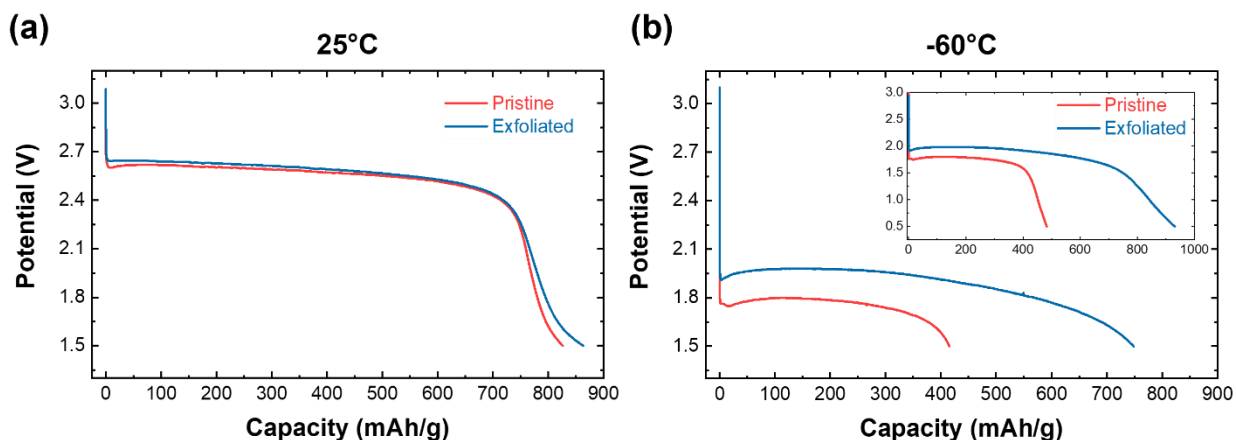 (a)
25°C
Pristine
Exfoliated
3.0
2.7
2.4
2.1
1.8
1.5
Potential (V)
0 100 200 300 400 500 600 700 800 900
Capacity (mAh/g)
(b)
-60°C
Pristine
Exfoliated
3.0
2.5
2.0
1.5
1.0
0.5
0 200 400 600 800 1000
3.0
2.7
2.4
2.1
1.8
1.5
Potential (V)
0 100 200 300 400 500 600 700 800 900
Capacity (mAh/g)